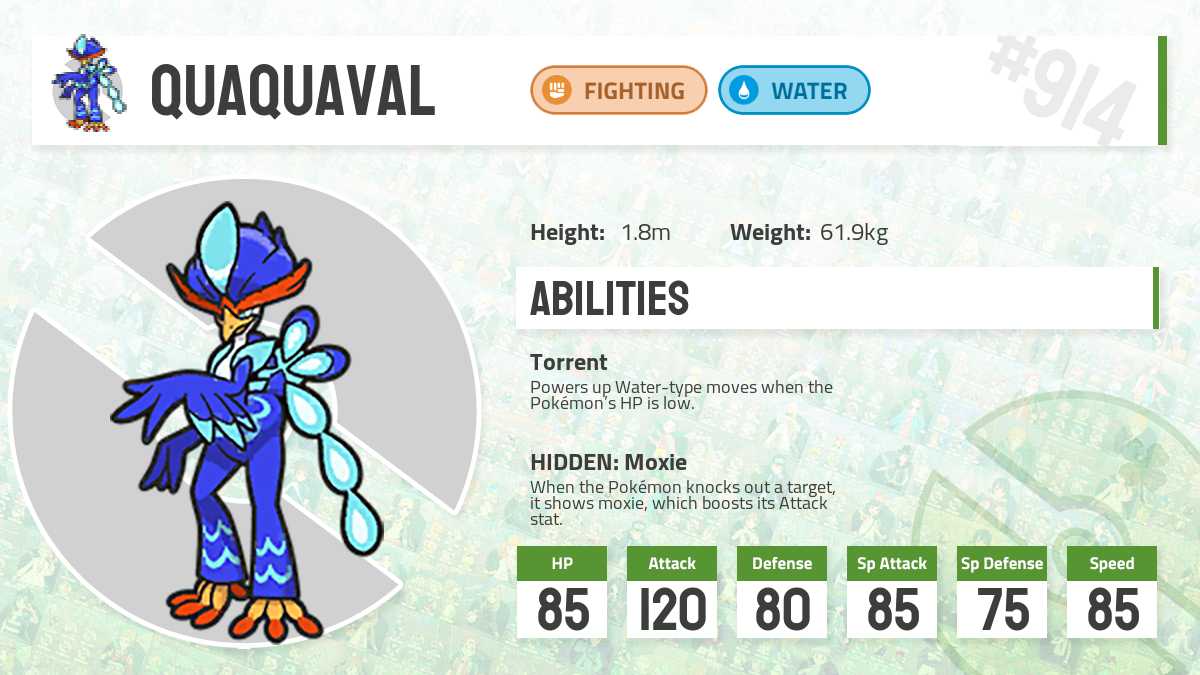 QUAQUAVAL
FIGHTING
WATER
#914
Height: 1.8m Weight: 61.9kg
ABILITIES
Torrent
Powers up Water-type moves when the
Pokémon's HP is low.
HIDDEN: Moxie
When the Pokémon knocks out a target,
it shows moxie, which boosts its Attack
stat.
HP Attack Defense Sp Attack Sp Defense Speed
85 120 80 85 75 85